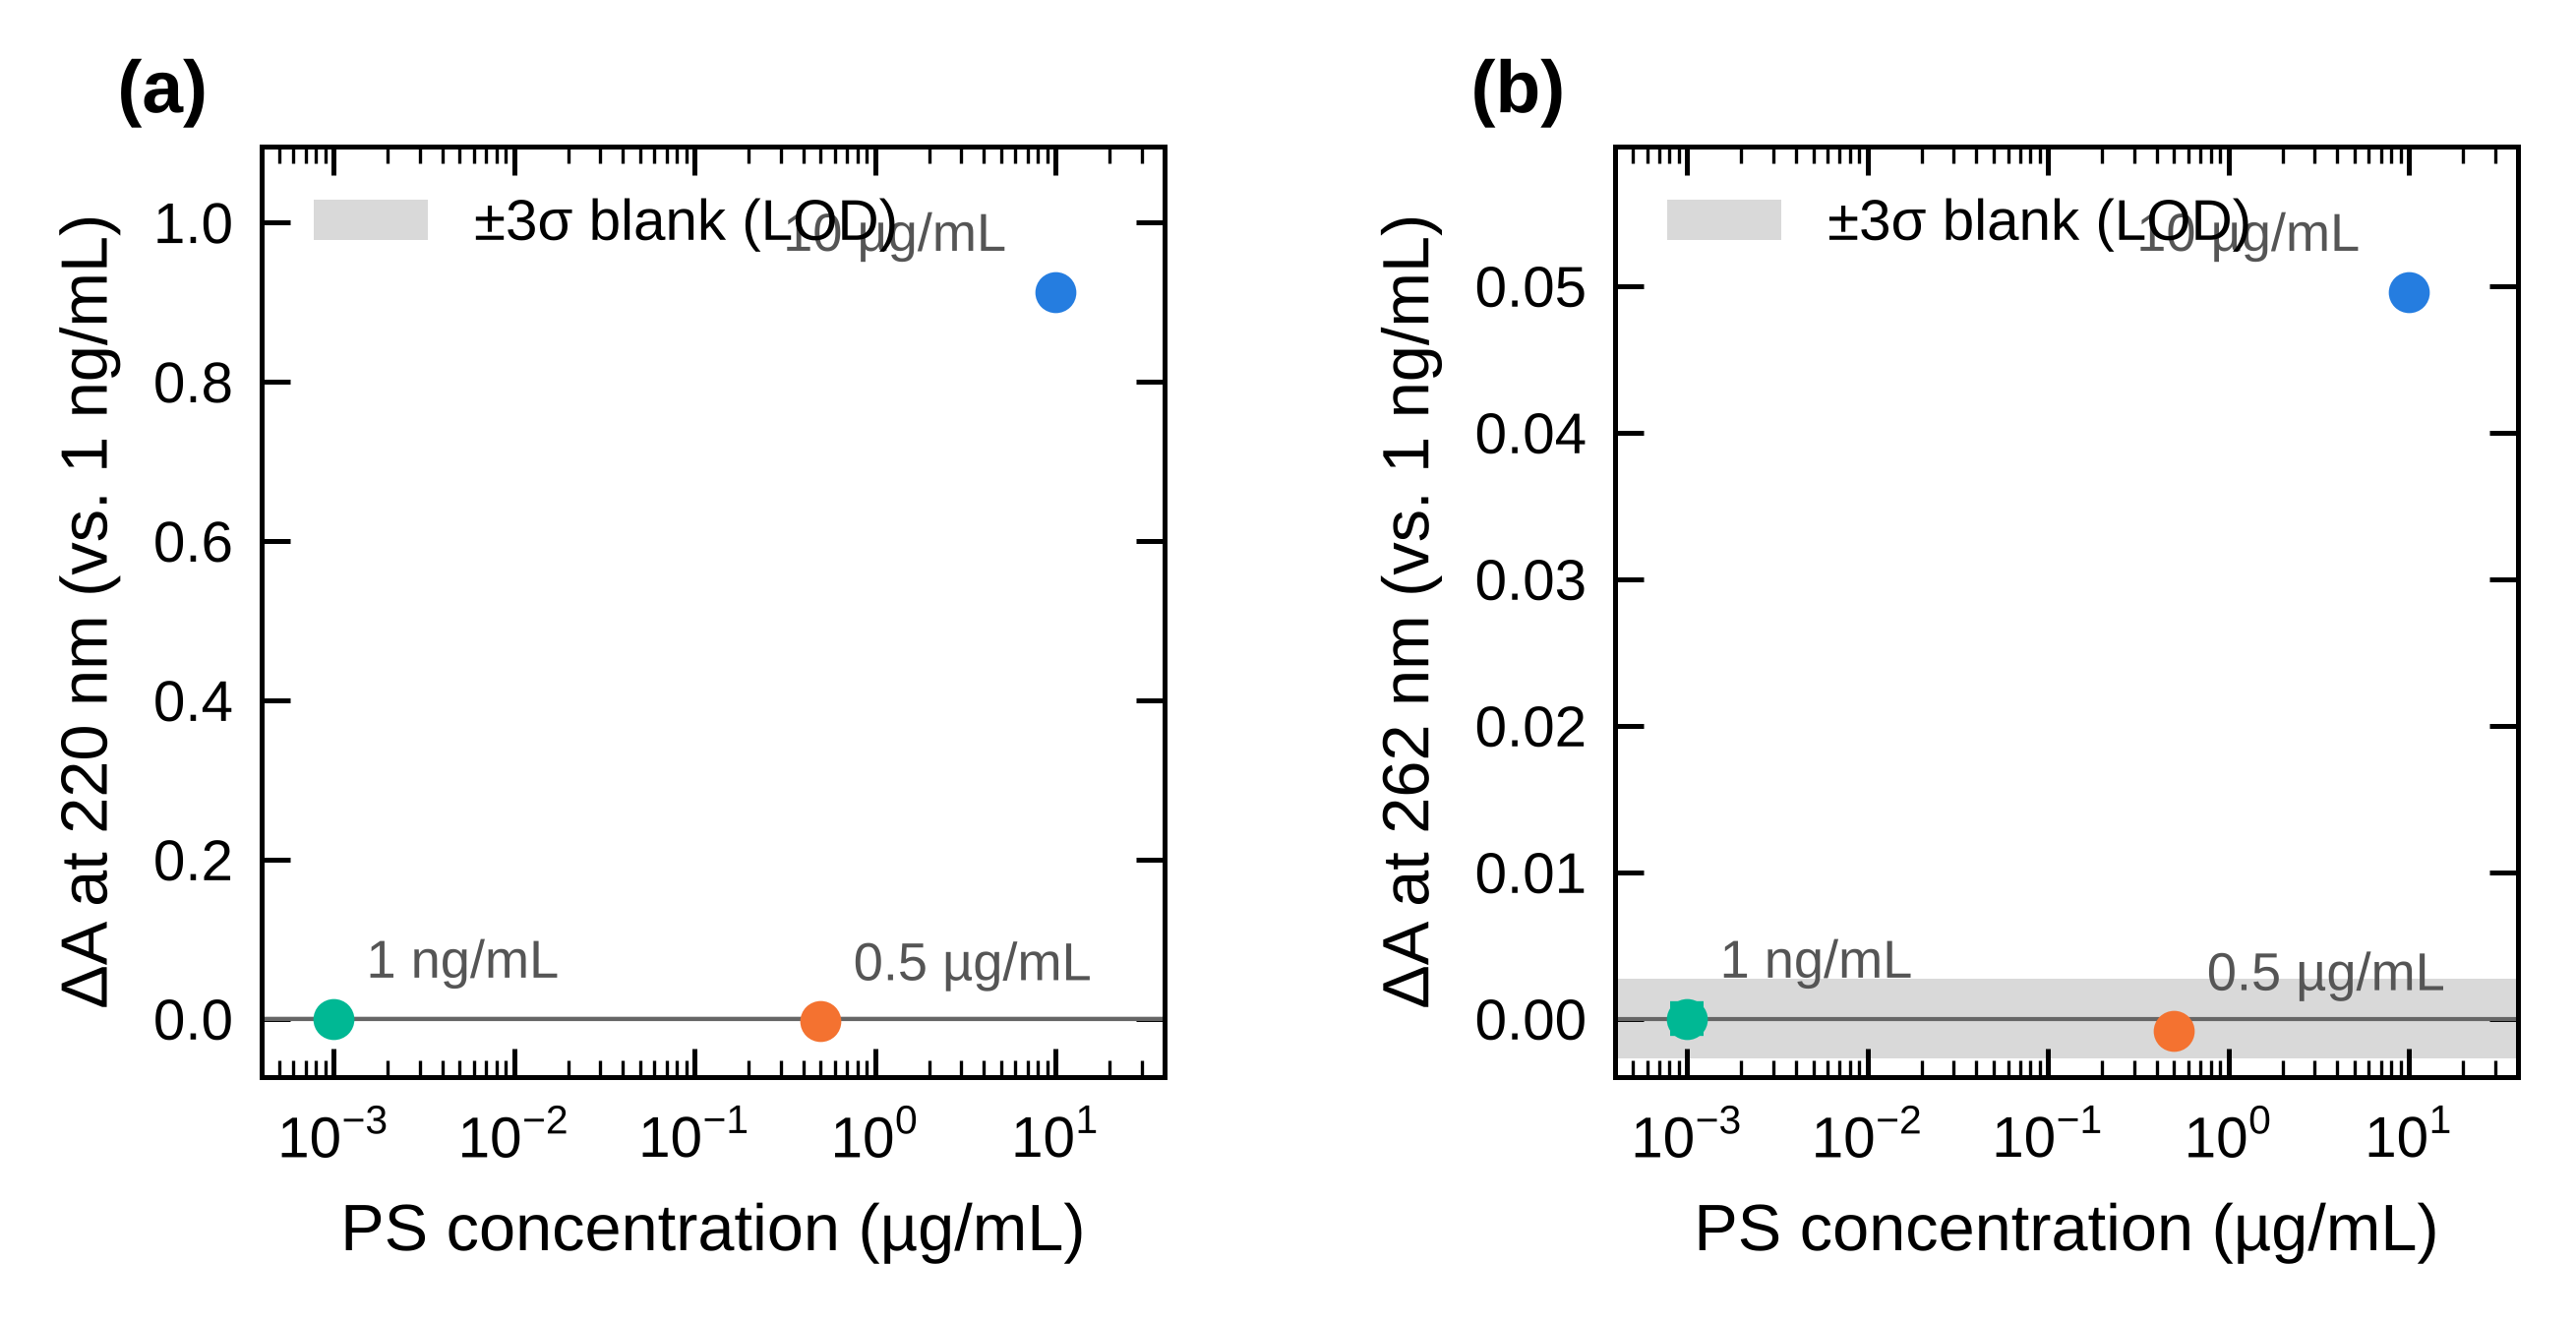 (a)
±3σ blank (LOD)
10 µg/mL
1.0
0.8
0.6
0.4
0.2
0.0
ΔA at 220 nm (vs. 1 ng/mL)
1 ng/mL
0.5 µg/mL
10⁻³ 10⁻² 10⁻¹ 10⁰ 10¹
PS concentration (µg/mL)
(b)
±3σ blank (LOD)
10 µg/mL
0.05
0.04
0.03
0.02
0.01
0.00
ΔA at 262 nm (vs. 1 ng/mL)
1 ng/mL
0.5 µg/mL
10⁻³ 10⁻² 10⁻¹ 10⁰ 10¹
PS concentration (µg/mL)